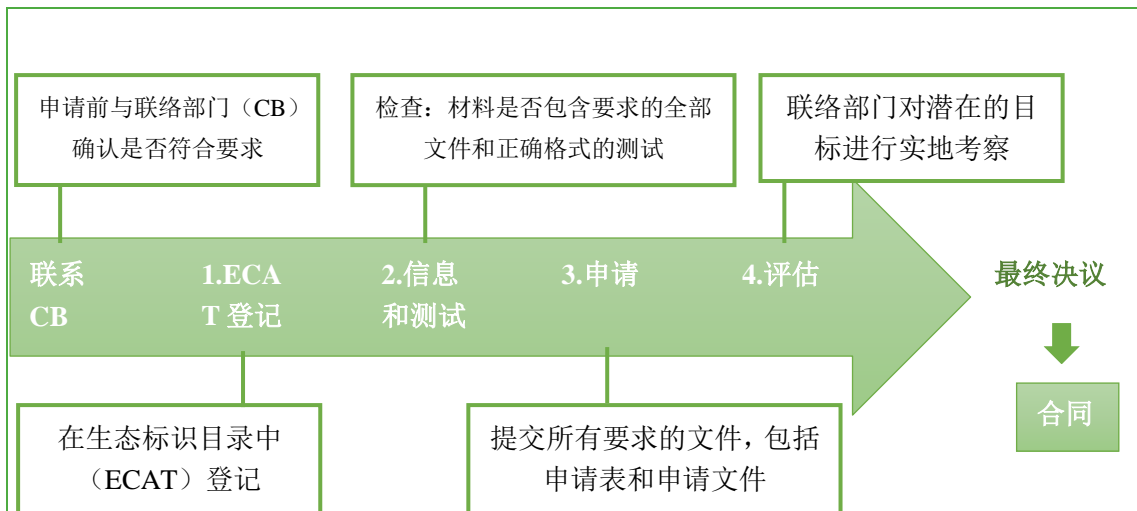 申请前与联络部门（CB）
确认是否符合要求
检查：材料是否包含要求的全部
文件和正确格式的测试
联络部门对潜在的目
标进行实地考察
联系
CB
1.ECA
T 登记
2.信息
和测试
3.申请
4.评估
最终决议
合同
在生态标识目录中
（ECAT）登记
提交所有要求的文件，包括
申请表和申请文件